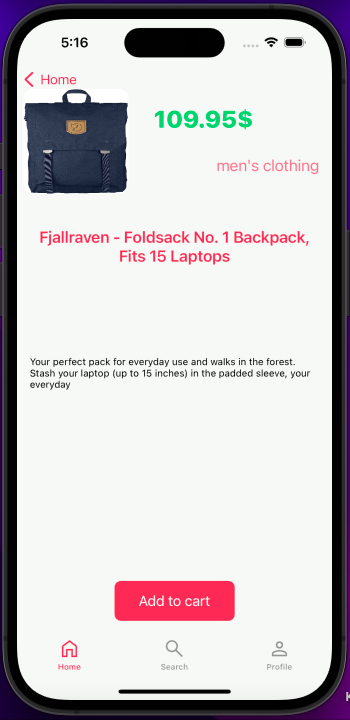 5:16
Home
109.95$
men's clothing
Fjallraven - Foldsack No. 1 Backpack,
Fits 15 Laptops
Your perfect pack for everyday use and walks in the forest.
Stash your laptop (up to 15 inches) in the padded sleeve, your
everyday
Add to cart
Home
Search
Profile